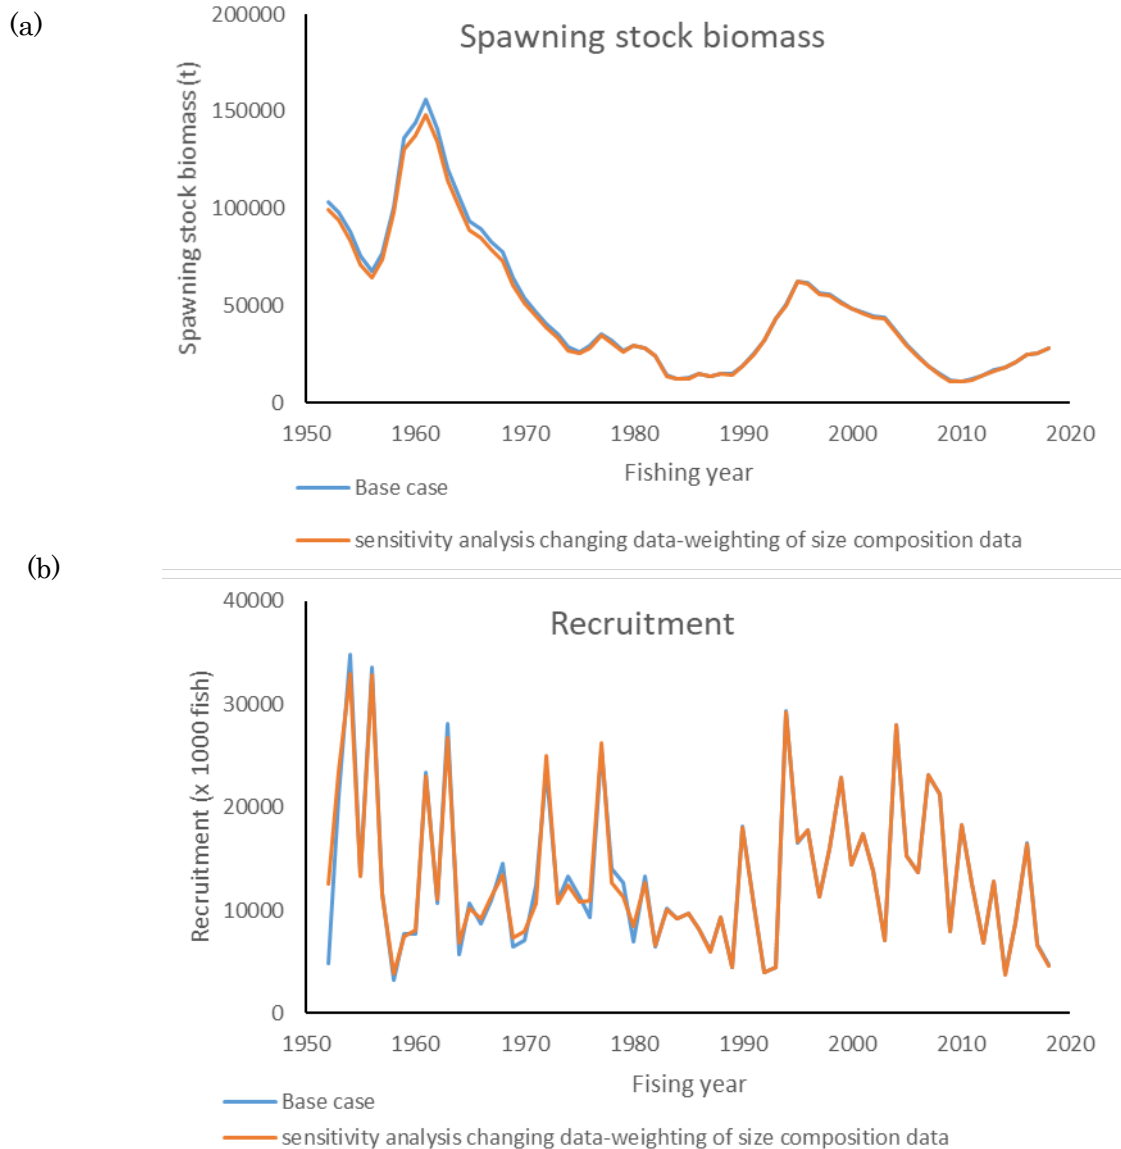 (a)
Spawning stock biomass
Spawning stock biomass (t)
200000
150000
100000
50000
0
1950 1960 1970 1980 1990 2000 2010 2020
Fishing year
Base case
sensitivity analysis changing data-weighting of size composition data
(b)
Recruitment
Recruitment (x 1000 fish)
40000
30000
20000
10000
0
1950 1960 1970 1980 1990 2000 2010 2020
Fising year
Base case
sensitivity analysis changing data-weighting of size composition data